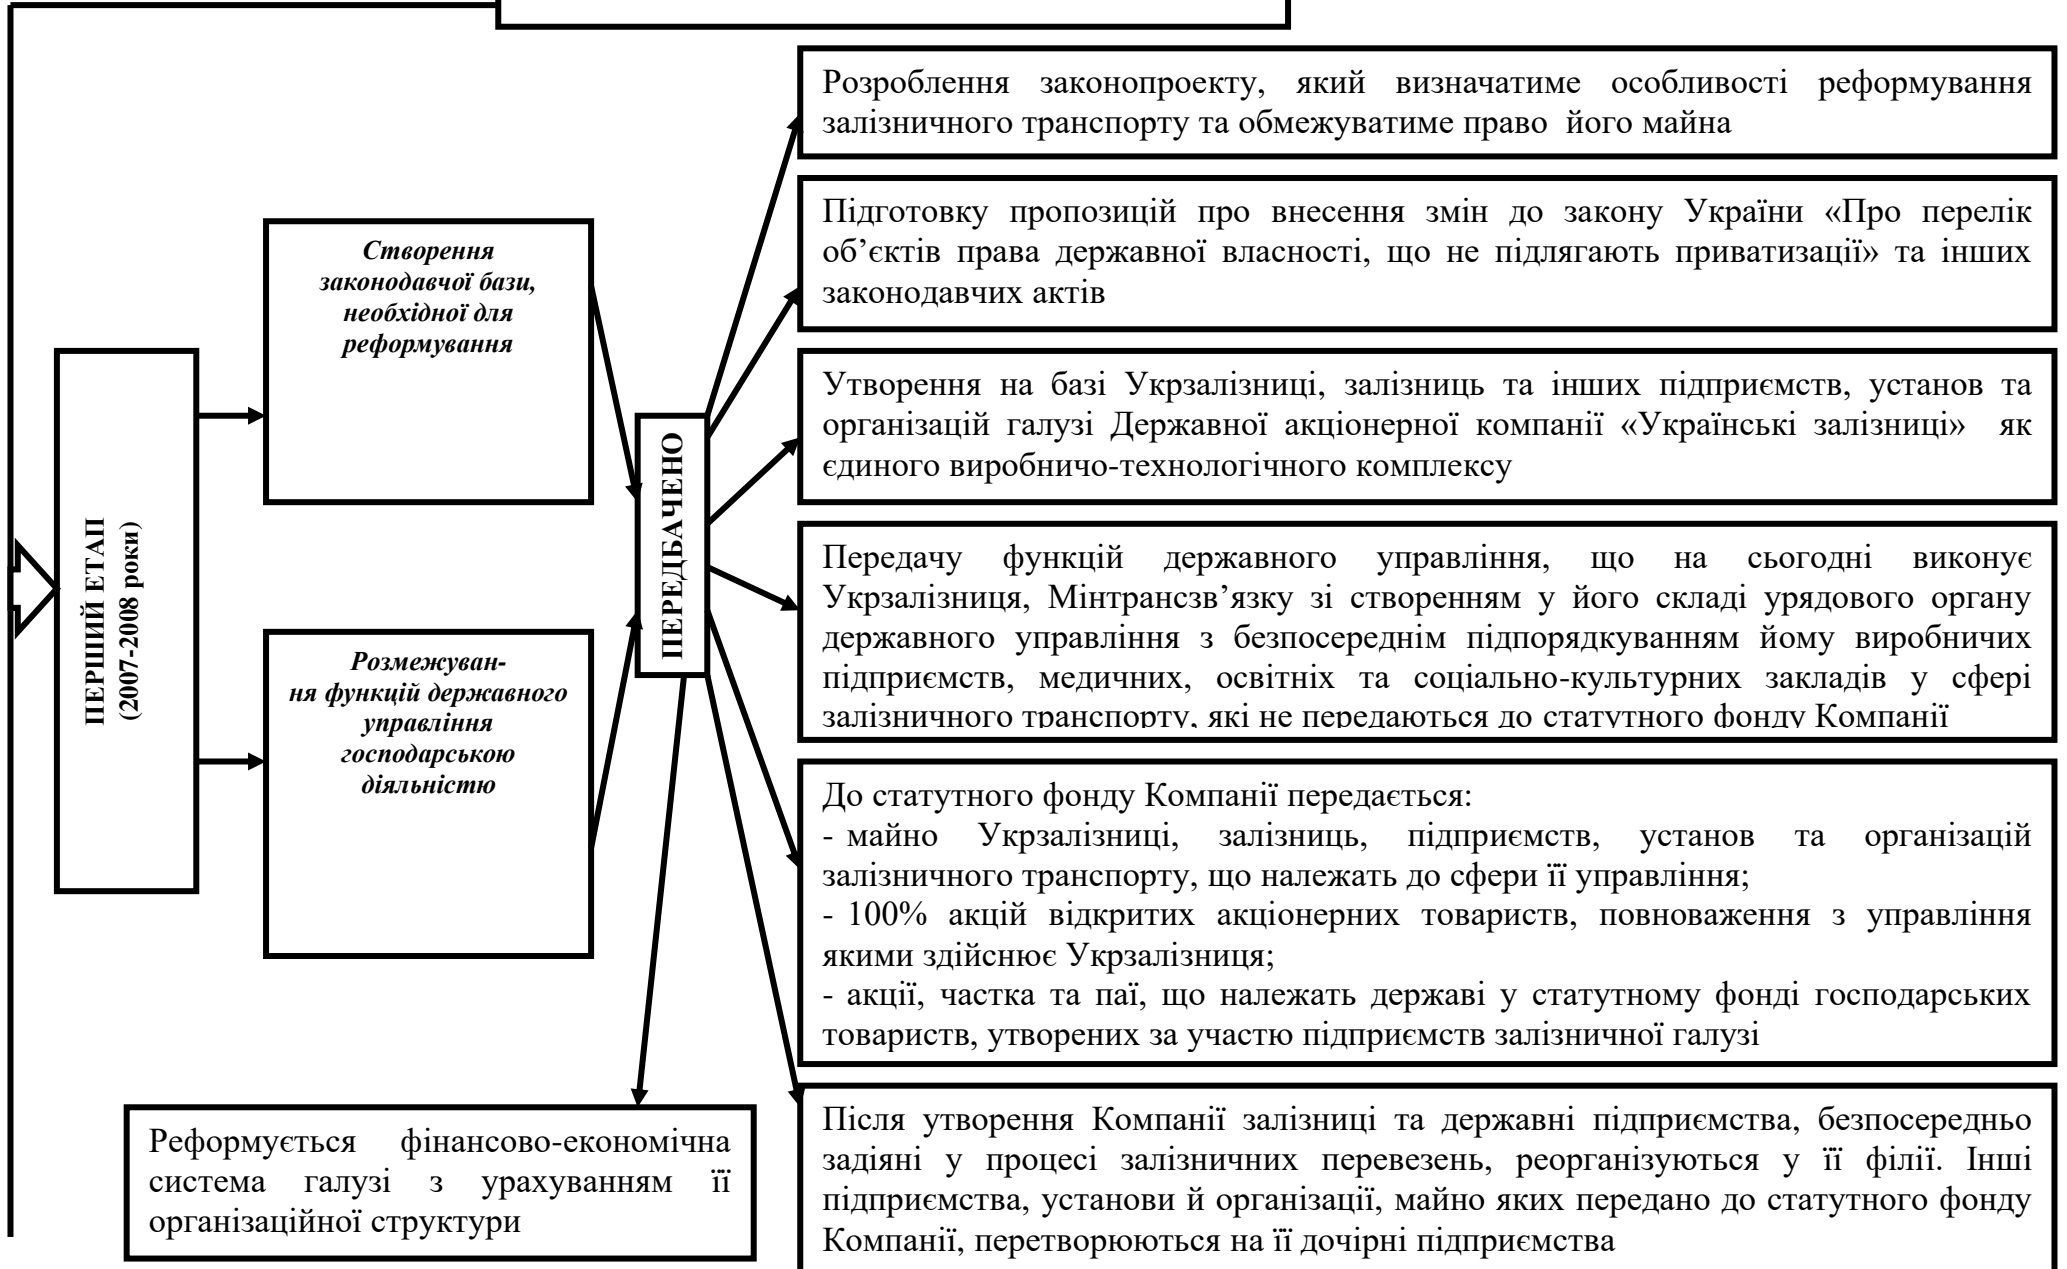 ПЕРШИЙ ЕТАП
(2007-2008 роки)
Створення
законодавчої бази,
необхідної для
реформування
Розмежуван-
ня функцій державного
управління
господарською
діяльністю
ПЕРЕДБАЧЕНО
Розроблення законопроекту, який визначатиме особливості реформування
залізничного транспорту та обмежуватиме право його майна
Підготовку пропозицій про внесення змін до закону України «Про перелік
об’єктів права державної власності, що не підлягають приватизації» та інших
законодавчих актів
Утворення на базі Укрзалізниці, залізниць та інших підприємств, установ та
організацій галузі Державної акціонерної компанії «Українські залізниці» як
єдиного виробничо-технологічного комплексу
Передачу функцій державного управління, що на сьогодні виконує
Укрзалізниця, Мінтрансзв’язку зі створенням у його складі урядового органу
державного управління з безпосереднім підпорядкуванням йому виробничих
підприємств, медичних, освітніх та соціально-культурних закладів у сфері
залізничного транспорту, які не передаються до статутного фонду Компанії
До статутного фонду Компанії передається:
- майно Укрзалізниці, залізниць, підприємств, установ та організацій
залізничного транспорту, що належать до сфери її управління;
- 100% акцій відкритих акціонерних товариств, повноваження з управління
якими здійснює Укрзалізниця;
- акції, частка та паї, що належать державі у статутному фонді господарських
товариств, утворених за участю підприємств залізничної галузі
Після утворення Компанії залізниці та державні підприємства, безпосередньо
задіяні у процесі залізничних перевезень, реорганізуються у її філії. Інші
підприємства, установи й організації, майно яких передано до статутного фонду
Компанії, перетворюються на її дочірні підприємства
Реформується фінансово-економічна
система галузі з урахуванням її
організаційної структури